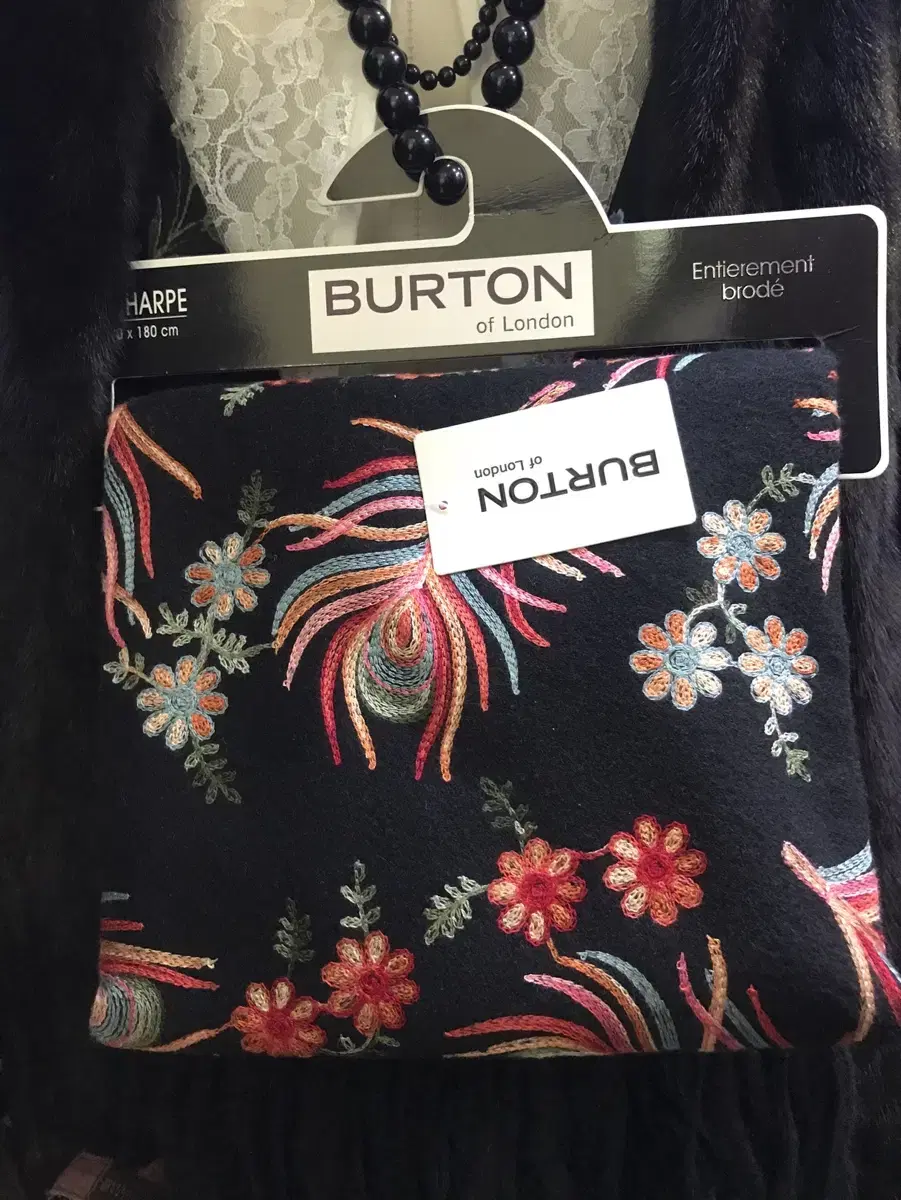 HARPE
x 180 cm
BURTON
of London
Entierement
brodé
BURTON
of London